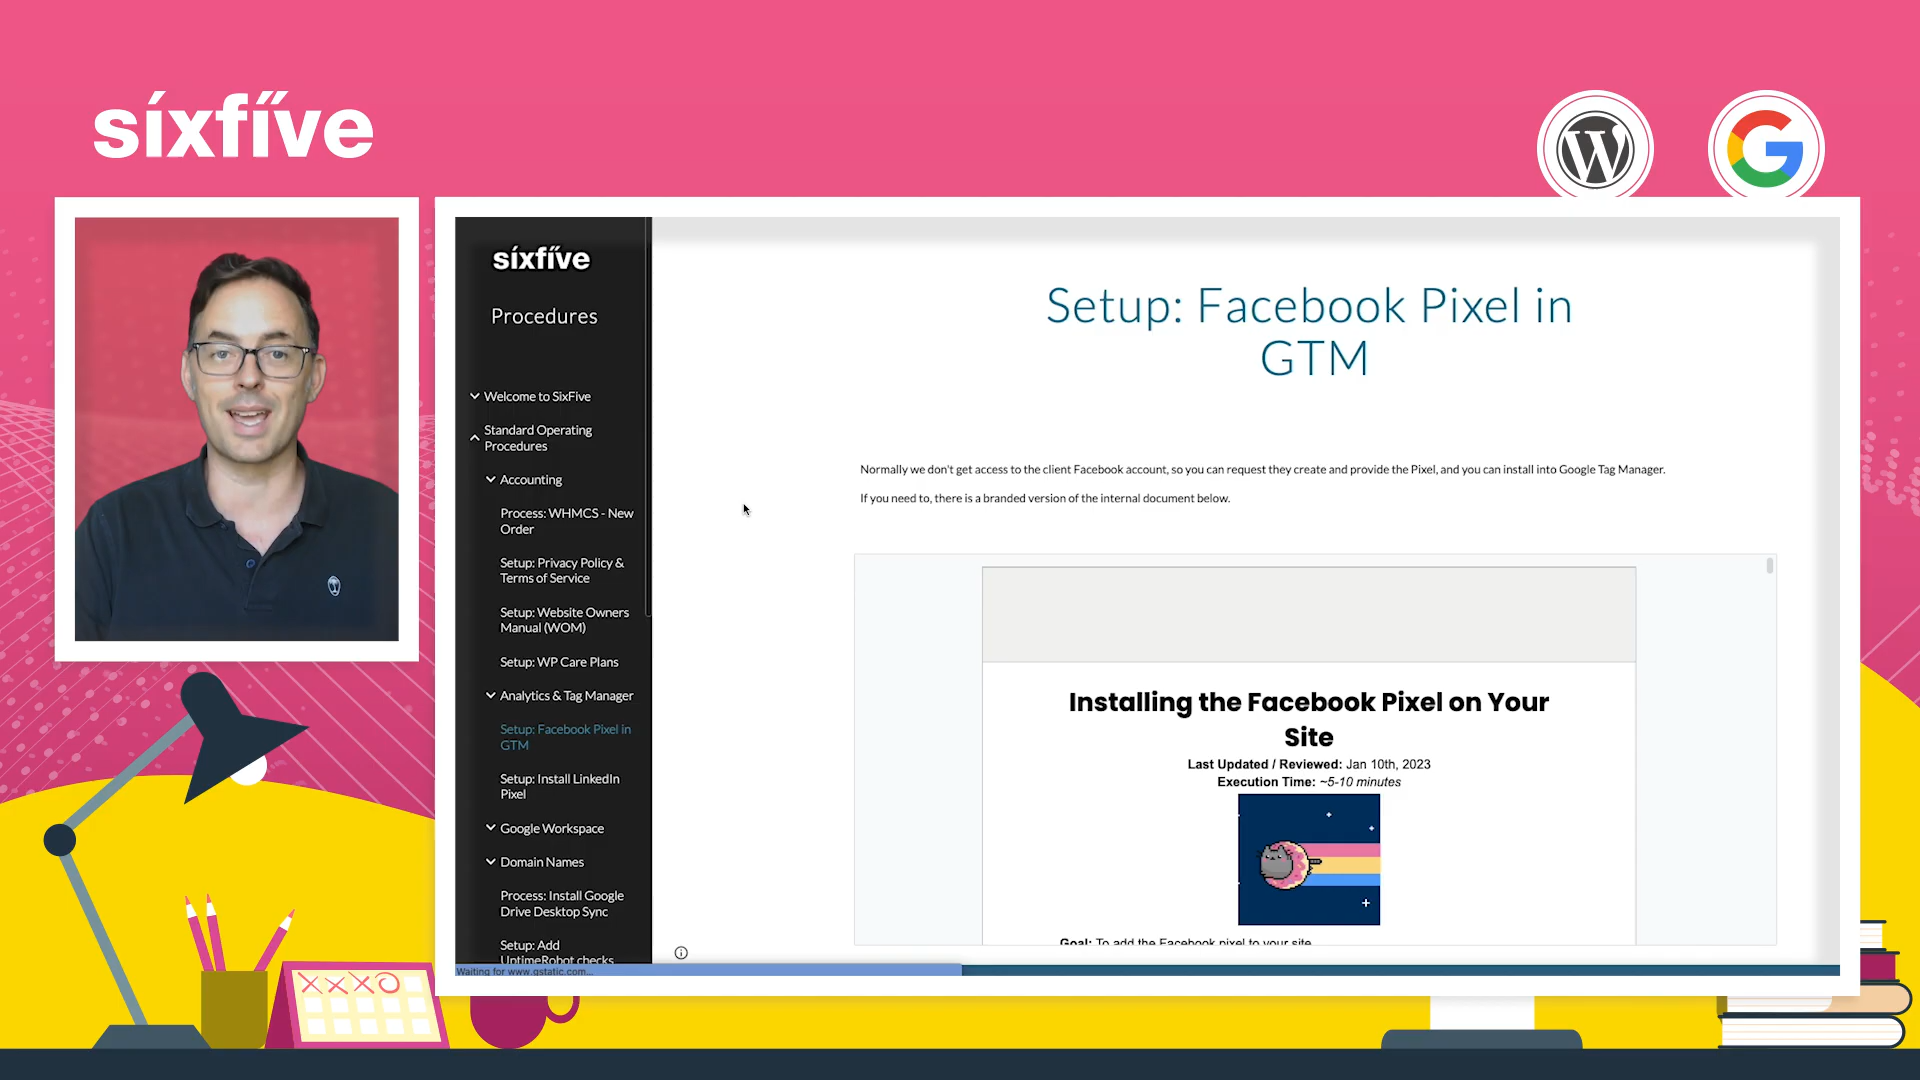 síxfíve
síxfíve
Procedures
Welcome to SixFive
Standard Operating
Procedures
Accounting
Process: WHMCS - New
Order
Setup: Privacy Policy &
Terms of Service
Setup: Website Owners
Manual (WOM)
Setup: WP Care Plans
Analytics & Tag Manager
Setup: Facebook Pixel in
GTM
Setup: Install LinkedIn
Pixel
Google Workspace
Domain Names
Process: Install Google
Drive Desktop Sync
Setup: Add
UptimeRobot checks
Waiting for www.gstatic.com...
Setup: Facebook Pixel in
GTM
Normally we don't get access to the client Facebook account, so you can request they create and provide the Pixel, and you can install into Google Tag Manager.
If you need to, there is a branded version of the internal document below.
Installing the Facebook Pixel on Your
Site
Last Updated / Reviewed: Jan 10th, 2023
Execution Time: ~5-10 minutes
Goal: To add the Facebook pixel to your site